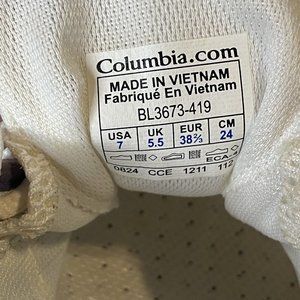 Columbia.com
MADE IN VIETNAM
Fabriqué En Vietnam
BL3673-419
USA UK EUR CM
7 5.5 38⅔ 24
ECA
0824 CCE 1211 112